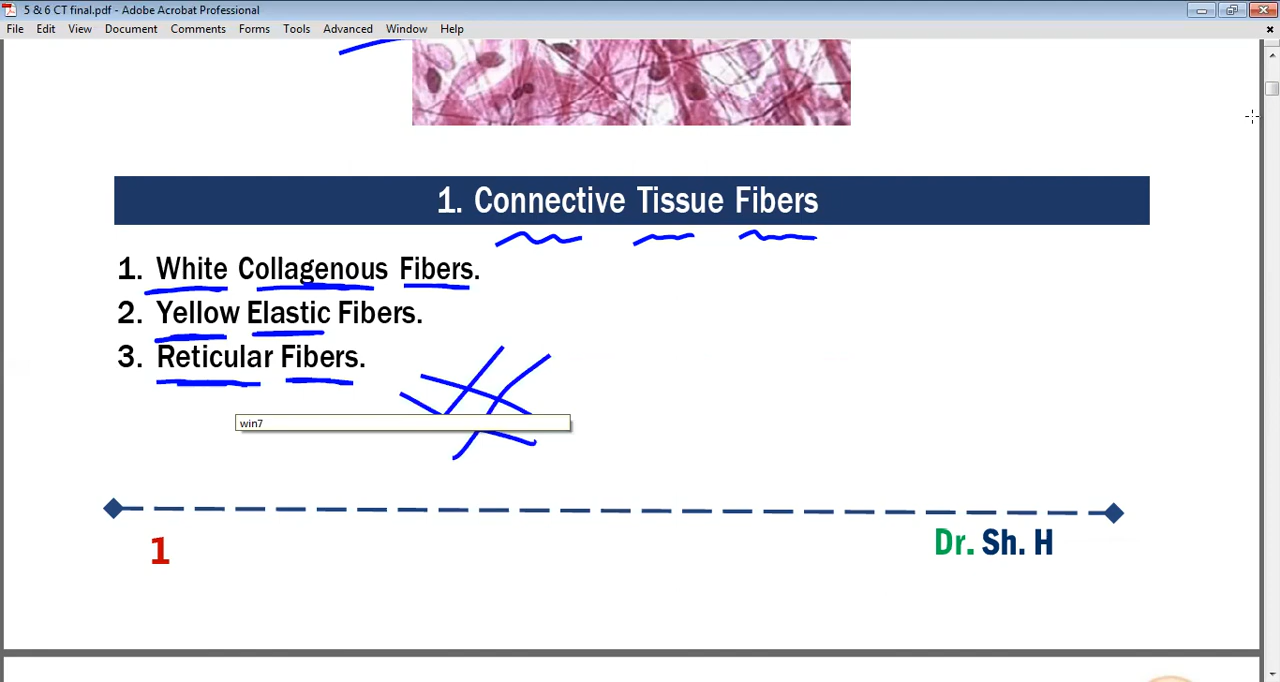 5 & 6 CT final.pdf - Adobe Acrobat Professional
File Edit View Document Comments Forms Tools Advanced Window Help
1. Connective Tissue Fibers
1. White Collagenous Fibers.
2. Yellow Elastic Fibers.
3. Reticular Fibers.
win7
1
Dr. Sh. H